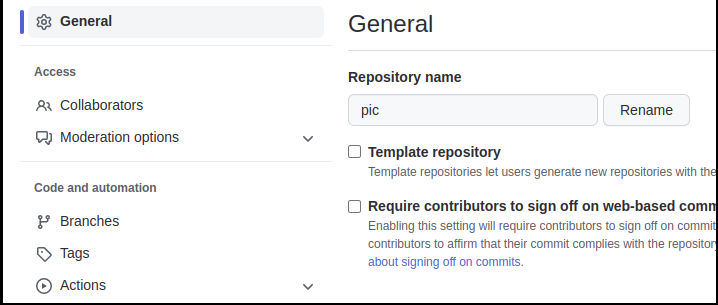 General
Access
Collaborators
Moderation options
Code and automation
Branches
Tags
Actions
General
Repository name
pic
Rename
Template repository
Template repositories let users generate new repositories with the
Require contributors to sign off on web-based
Enabling this setting will require contributors to sign off on
contributors to affirm that their commit complies with the
about signing off on commits.